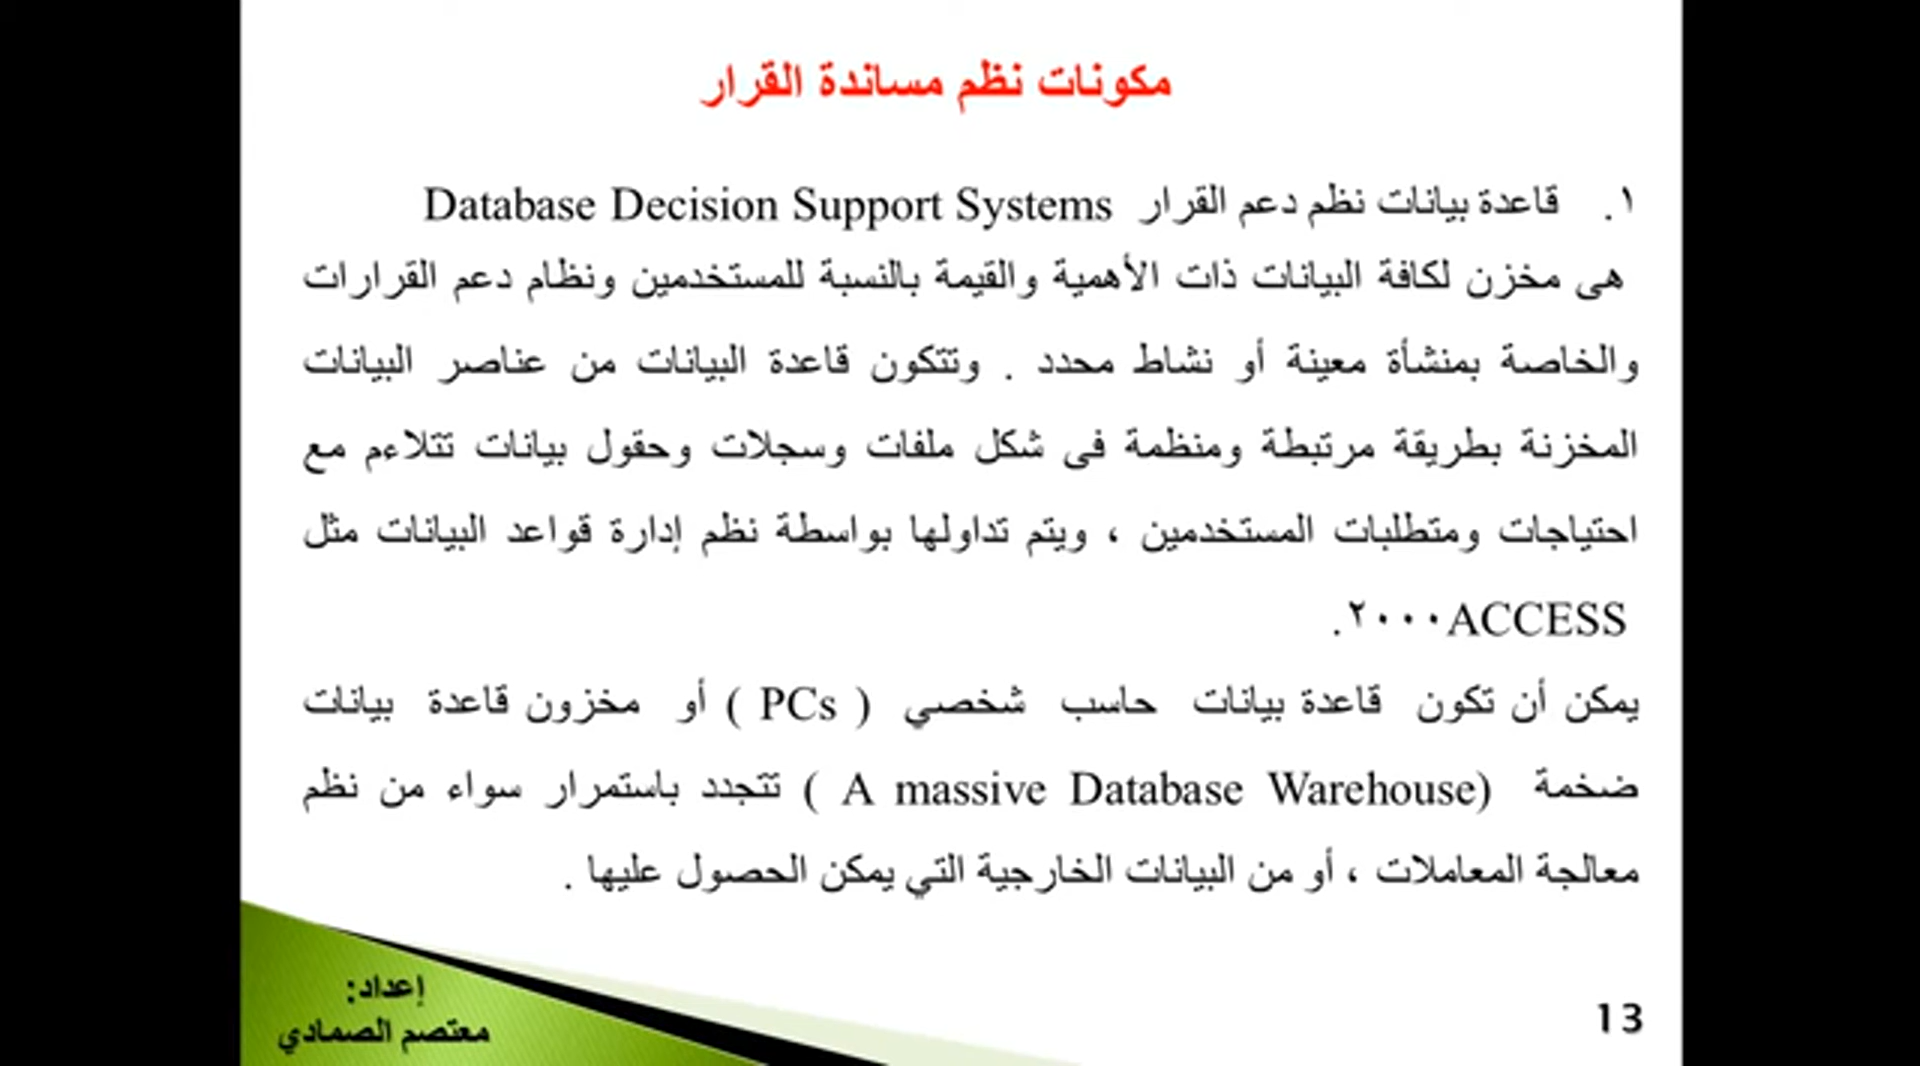 مكونات نظم مساندة القرار
١. قاعدة بيانات نظم دعم القرار Database Decision Support Systems
هى مخزن لكافة البيانات ذات الأهمية والقيمة بالنسبة للمستخدمين ونظام دعم القرارات
والخاصة بمنشأة معينة أو نشاط محدد . وتتكون قاعدة البيانات من عناصر البيانات
المخزنة بطريقة مرتبطة ومنظمة فى شكل ملفات وسجلات وحقول بيانات تتلاءم مع
احتياجات ومتطلبات المستخدمين ، ويتم تداولها بواسطة نظم إدارة قواعد البيانات مثل
ACCESS٢٠٠٠.
يمكن أن تكون قاعدة بيانات حاسب شخصي ( PCs ) أو مخزون قاعدة بيانات
ضخمة (A massive Database Warehouse ) تتجدد باستمرار سواء من نظم
معالجة المعاملات ، أو من البيانات الخارجية التي يمكن الحصول عليها .
إعداد:
معتصم الصمادي
13